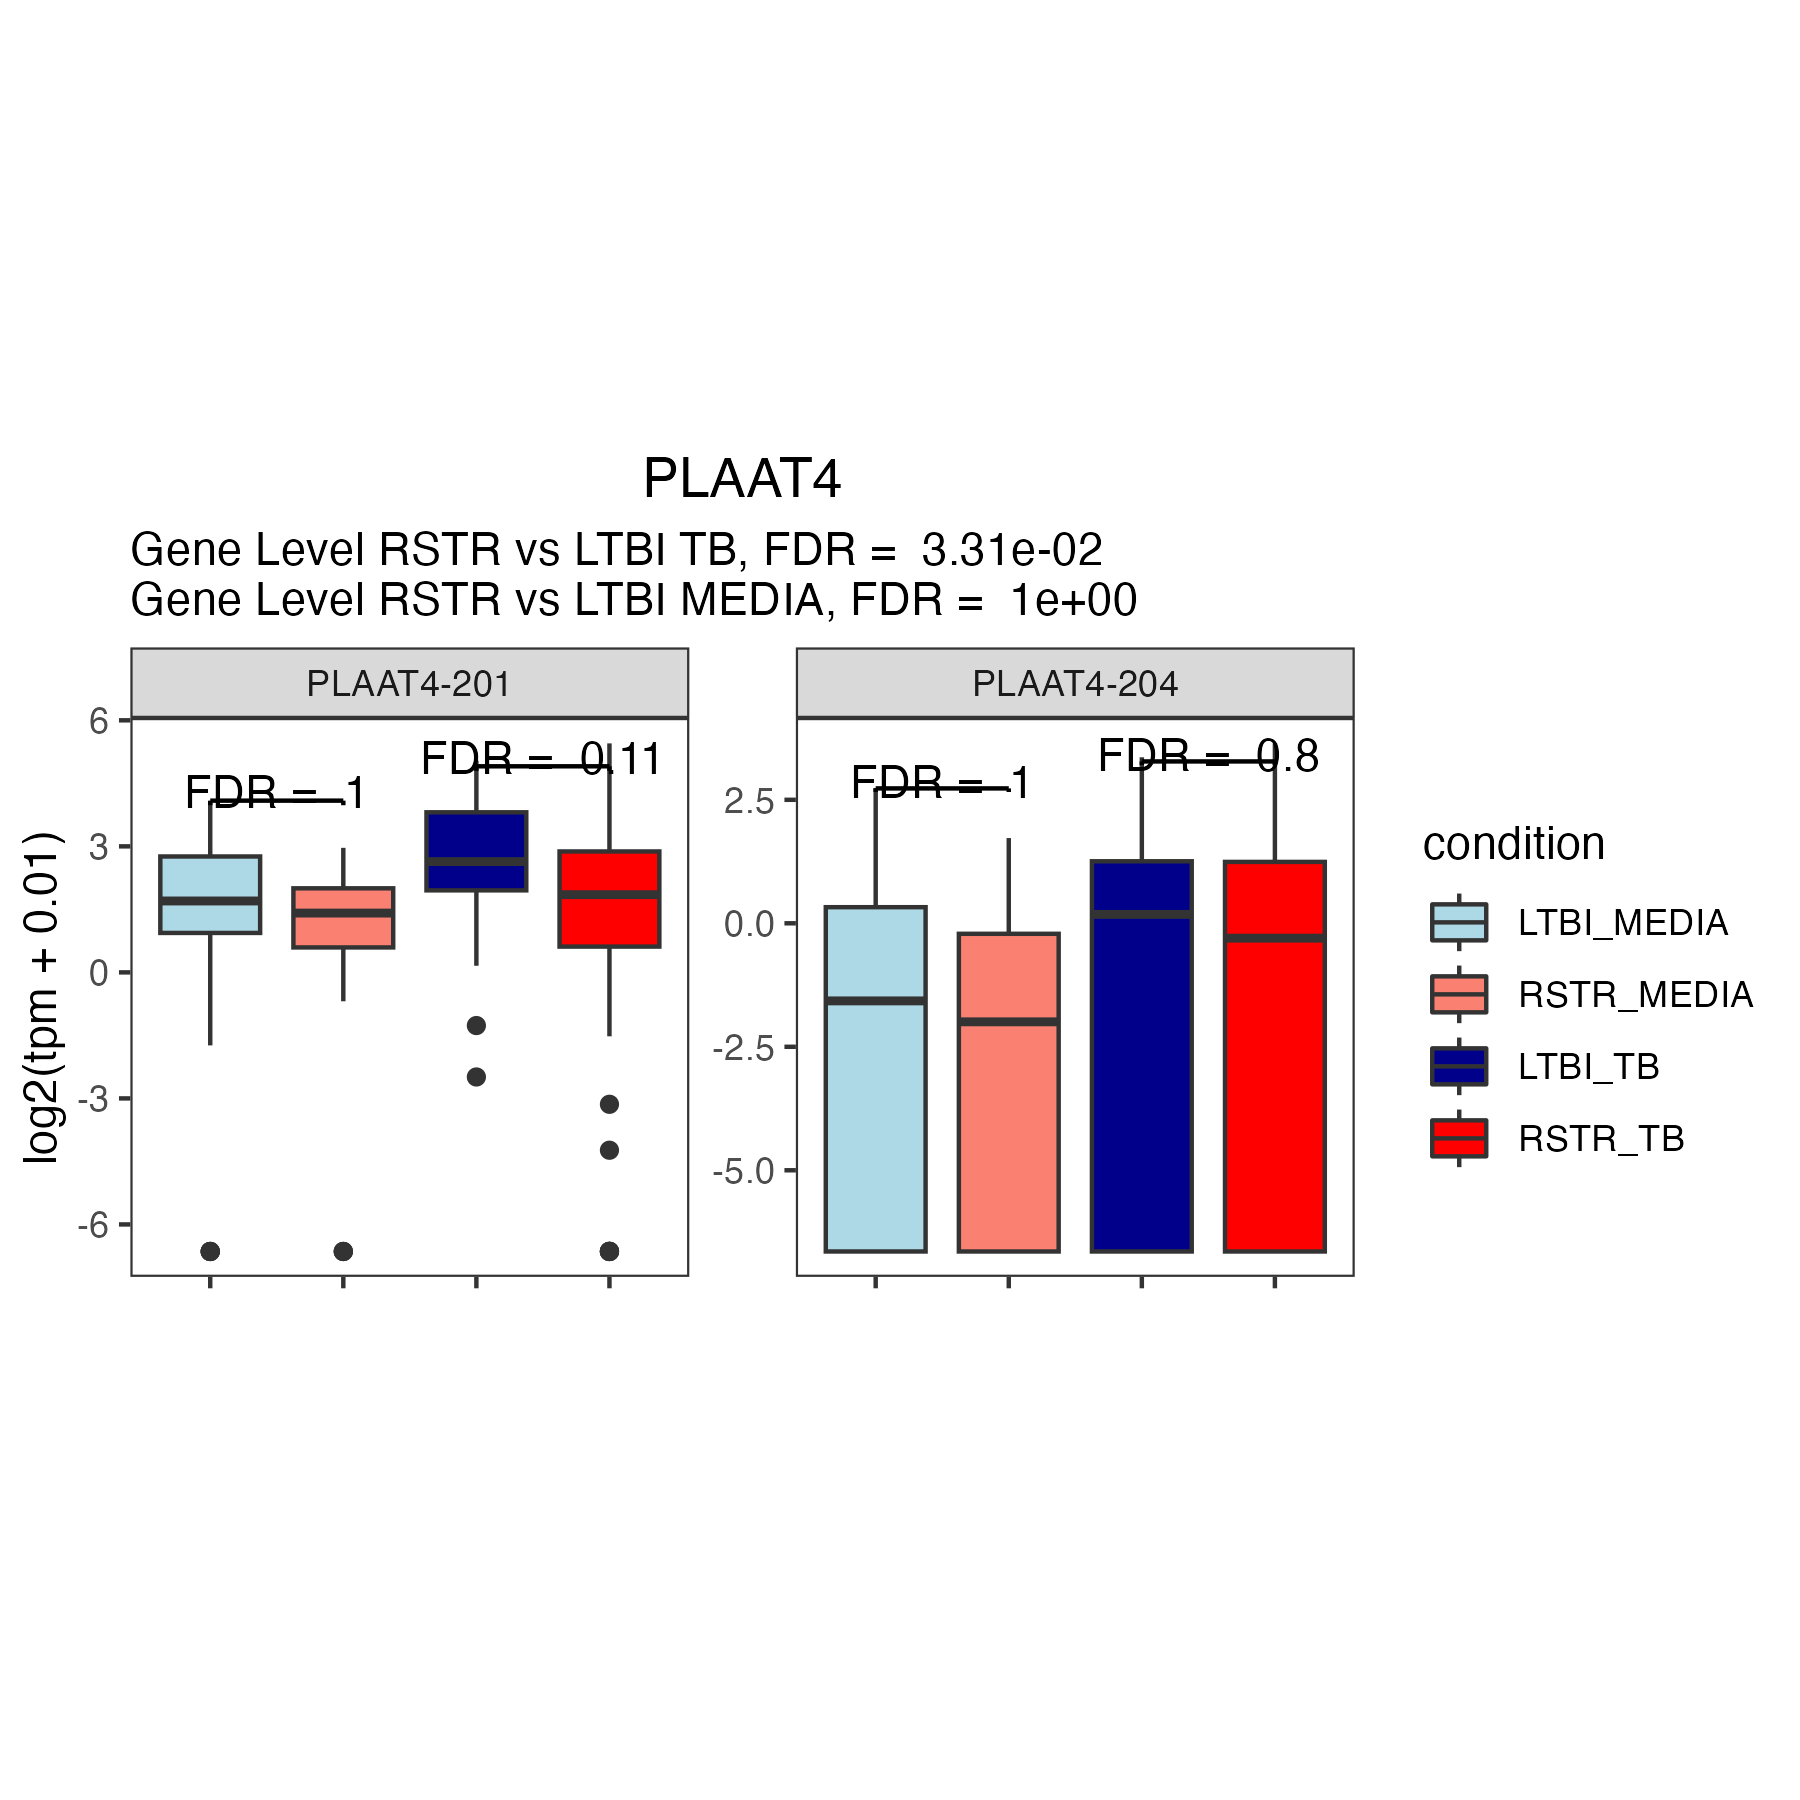 PLAAT4
Gene Level RSTR vs LTBI TB, FDR =  3.31e-02
Gene Level RSTR vs LTBI MEDIA, FDR =  1e+00
PLAAT4-201
PLAAT4-204
FDR =  1
FDR =  0.11
FDR =  1
FDR =  0.8
6
3
0
-3
-6
2.5
0.0
-2.5
-5.0
log2(tpm + 0.01)
condition
LTBI_MEDIA
RSTR_MEDIA
LTBI_TB
RSTR_TB